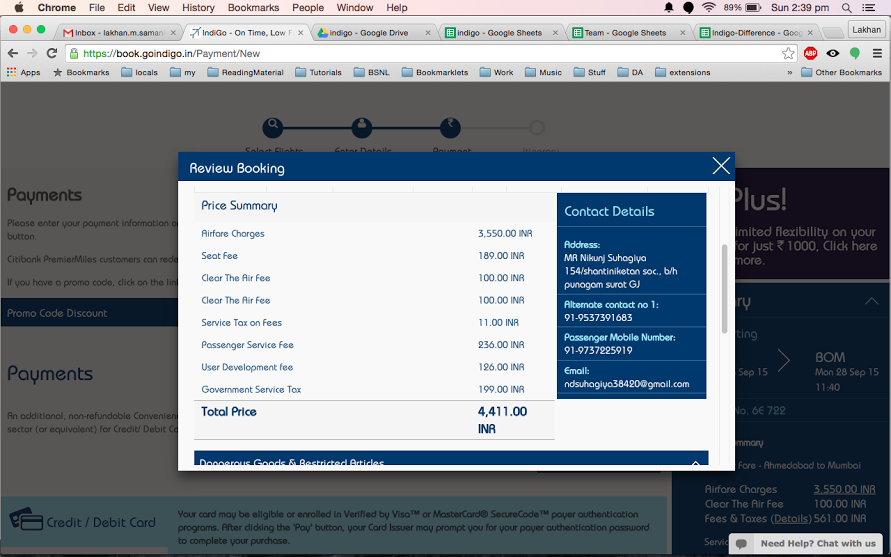 Chrome File Edit View History Bookmarks People Window Help 89% Sun 2:39 pm
Inbox - lakhan.m.saman IndiGo - On Time, Low F indigo - Google Drive indigo - Google Sheets Team - Google Sheets Indigo-Difference - Goog Lakhan
https://book.goindigo.in/Payment/New ABP
Apps Bookmarks locals my ReadingMaterial Tutorials BSNL Bookmarklets Work Music Stuff DA extensions » Other Bookmarks
Select Flights Enter Details Payment Itinerary
Review Booking
Payments
Please enter your payment information or
button.
Citibank PremierMiles customers can rede
If you have a promo code, click on the link
Promo Code Discount
Payments
An additional, non-refundable Convenien
sector (or equivalent) for Credit/ Debit Ca
Price Summary
Airfare Charges 3,550.00 INR
Seat Fee 189.00 INR
Clear The Air Fee 100.00 INR
Clear The Air Fee 100.00 INR
Service Tax on Fees 11.00 INR
Passenger Service Fee 236.00 INR
User Development fee 126.00 INR
Government Service Tax 199.00 INR
Total Price 4,411.00
INR
Contact Details
Address:
MR Nikunj Suhagiya
154/shantiniketan soc., b/h
punagam surat GJ
Alternate contact no 1:
91-9537391683
Passenger Mobile Number:
91-9737225919
Email:
ndsuhagiya38420@gmail.com
Dangerous Goods & Restricted Articles
Plus!
limited flexibility on your
for just ₹ 1000, Click here
more.
BOM
Sep 15 Mon 28 Sep 15
11:40
No. 6E 722
Fare - Ahmedabad to Mumbai
Airfare Charges 3,550.00 INR
Clear The Air Fee 100.00 INR
Fees & Taxes (Details) 561.00 INR
Servic
Credit / Debit Card
Your card may be eligible or enrolled in Verified by Visa™ or MasterCard® SecureCode™ payer authentication
programs. After clicking the 'Pay' button, your Card Issuer may prompt you for your payer authentication password
to complete your purchase.
Need Help? Chat with us